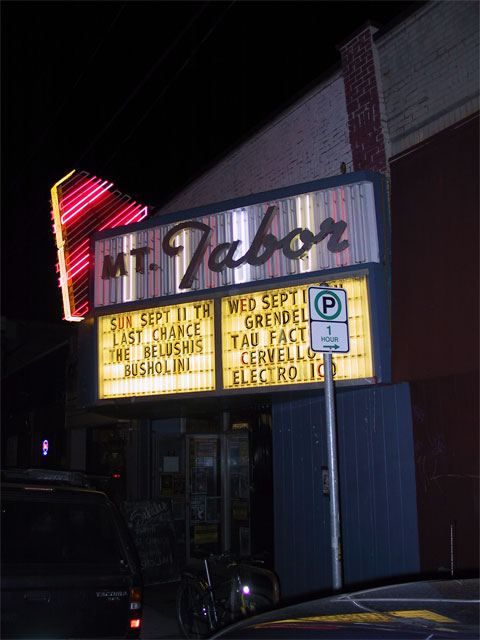 MT. Tabor
SUN SEPT 11 TH
LAST CHANCE
THE BELUSHIS
BUSHOLINI
WED SEPT
GRENDEL
TAU FACT
CERVELLO
ELECTRO
P
1
HOUR
TACOMA